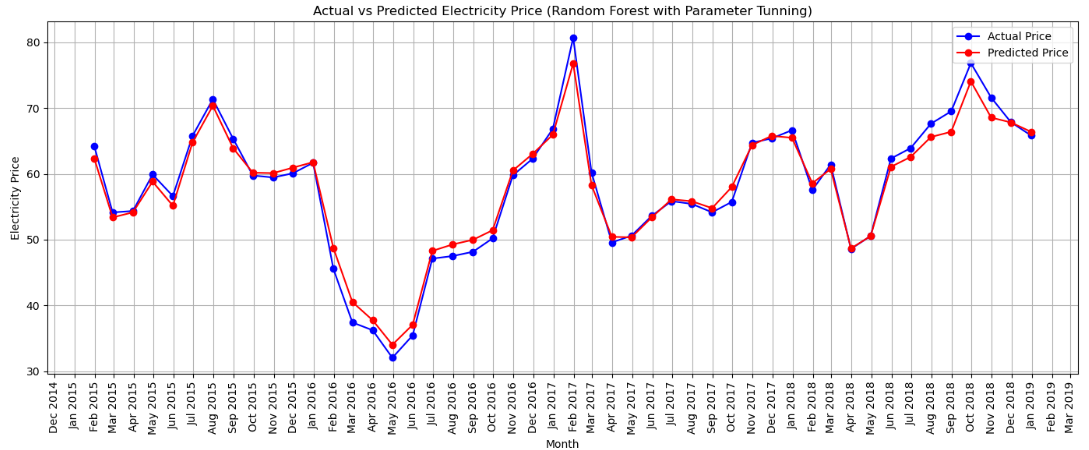 Actual vs Predicted Electricity Price (Random Forest with Parameter Tunning)
Actual Price
Predicted Price
Electricity Price
80
70
60
50
40
30
Dec 2014
Jan 2015
Feb 2015
Mar 2015
Apr 2015
May 2015
Jun 2015
Jul 2015
Aug 2015
Sep 2015
Oct 2015
Nov 2015
Dec 2015
Jan 2016
Feb 2016
Mar 2016
Apr 2016
May 2016
Jun 2016
Jul 2016
Aug 2016
Sep 2016
Oct 2016
Nov 2016
Dec 2016
Jan 2017
Feb 2017
Mar 2017
Apr 2017
May 2017
Jun 2017
Jul 2017
Aug 2017
Sep 2017
Oct 2017
Nov 2017
Dec 2017
Jan 2018
Feb 2018
Mar 2018
Apr 2018
May 2018
Jun 2018
Jul 2018
Aug 2018
Sep 2018
Oct 2018
Nov 2018
Dec 2018
Jan 2019
Feb 2019
Mar 2019
Month